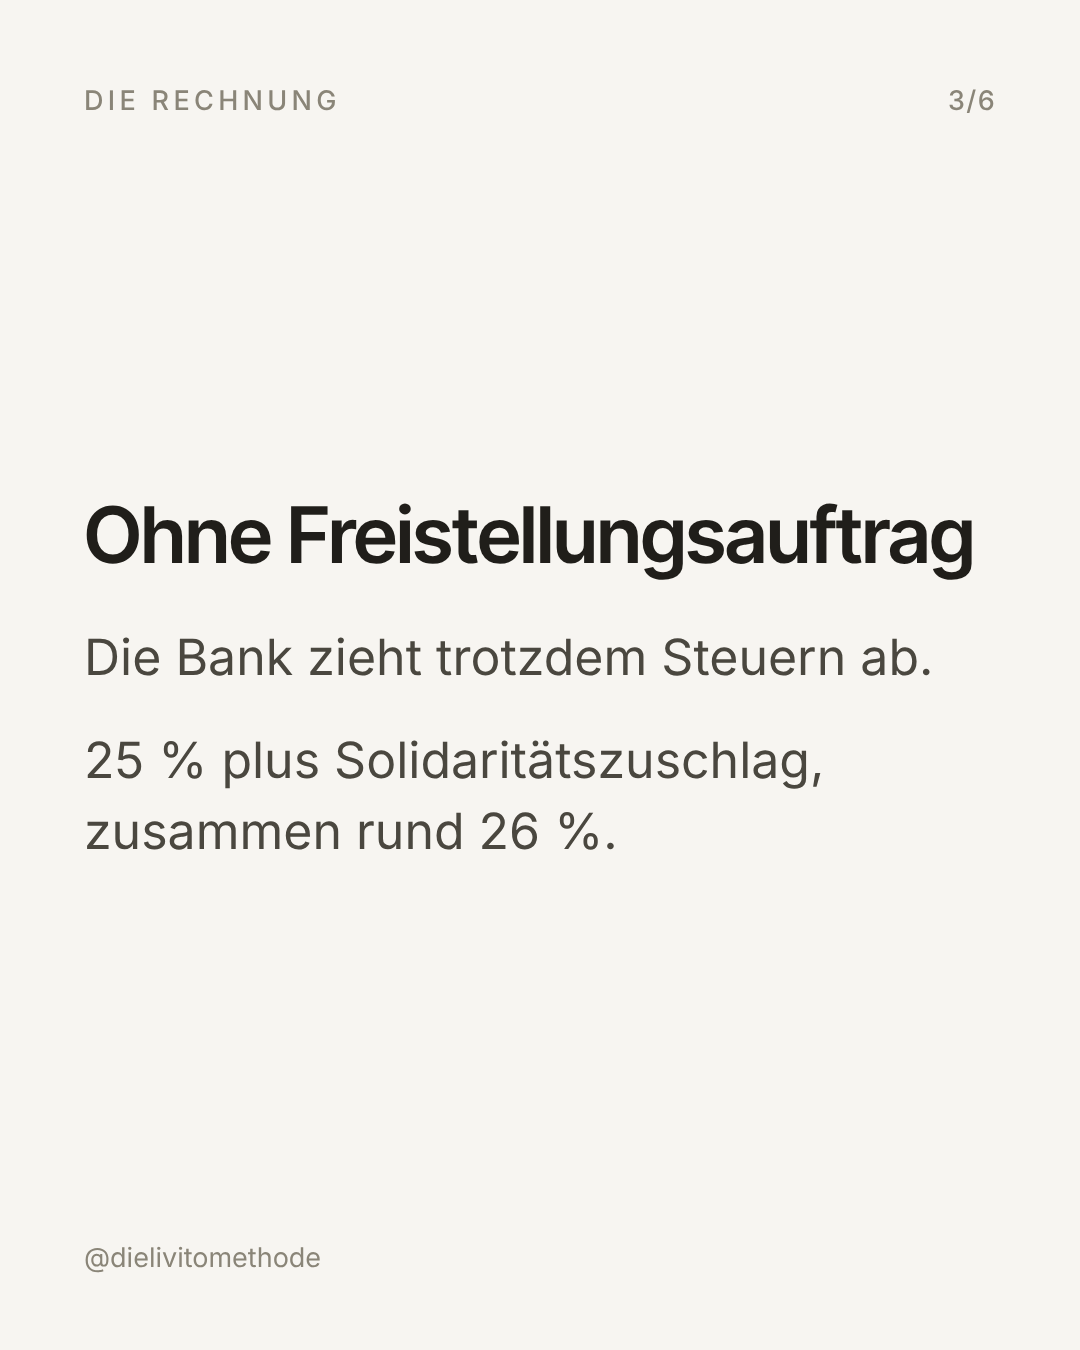 DIE RECHNUNG
3/6
Ohne Freistellungsauftrag
Die Bank zieht trotzdem Steuern ab.
25 % plus Solidaritätszuschlag,
zusammen rund 26 %.
@dielivitomethode